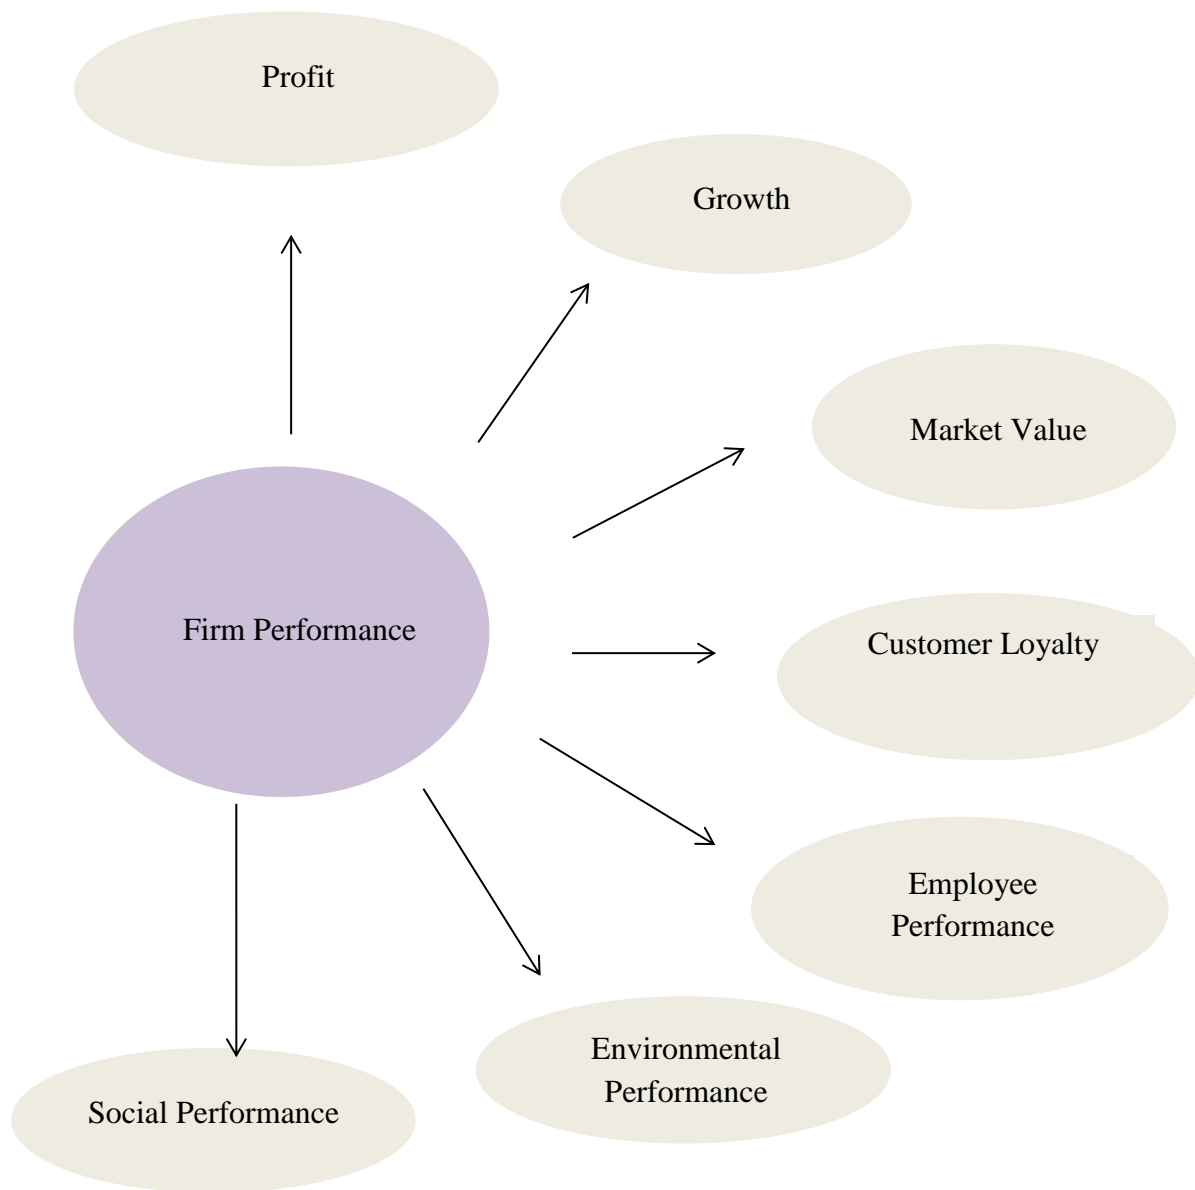 Profit
Growth
Market Value
Firm Performance
Customer Loyalty
Employee
Performance
Environmental
Performance
Social Performance